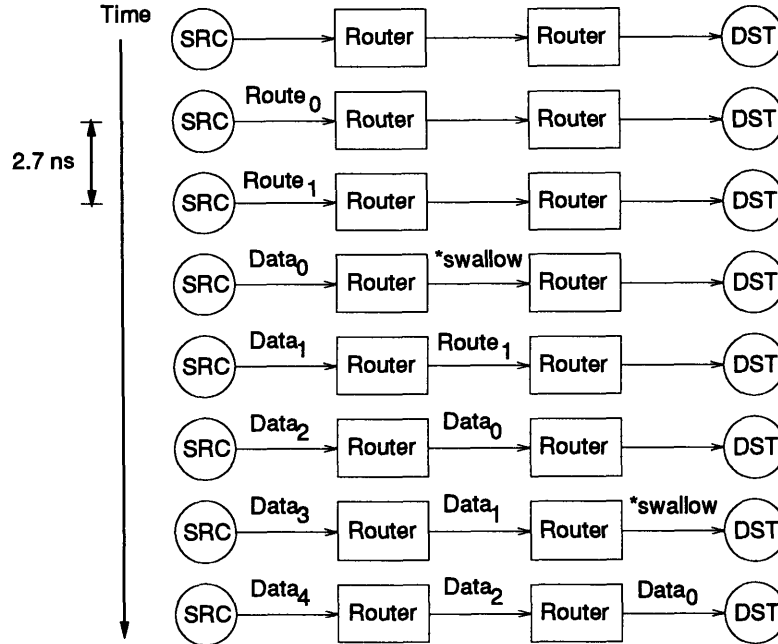 Time
SRC Router Router DST
Route0
SRC Router Router DST
2.7 ns
Route1
SRC Router Router DST
Data0 *swallow
SRC Router Router DST
Data1 Route1
SRC Router Router DST
Data2 Data0
SRC Router Router DST
Data3 Data1 *swallow
SRC Router Router DST
Data4 Data2 Data0
SRC Router Router DST